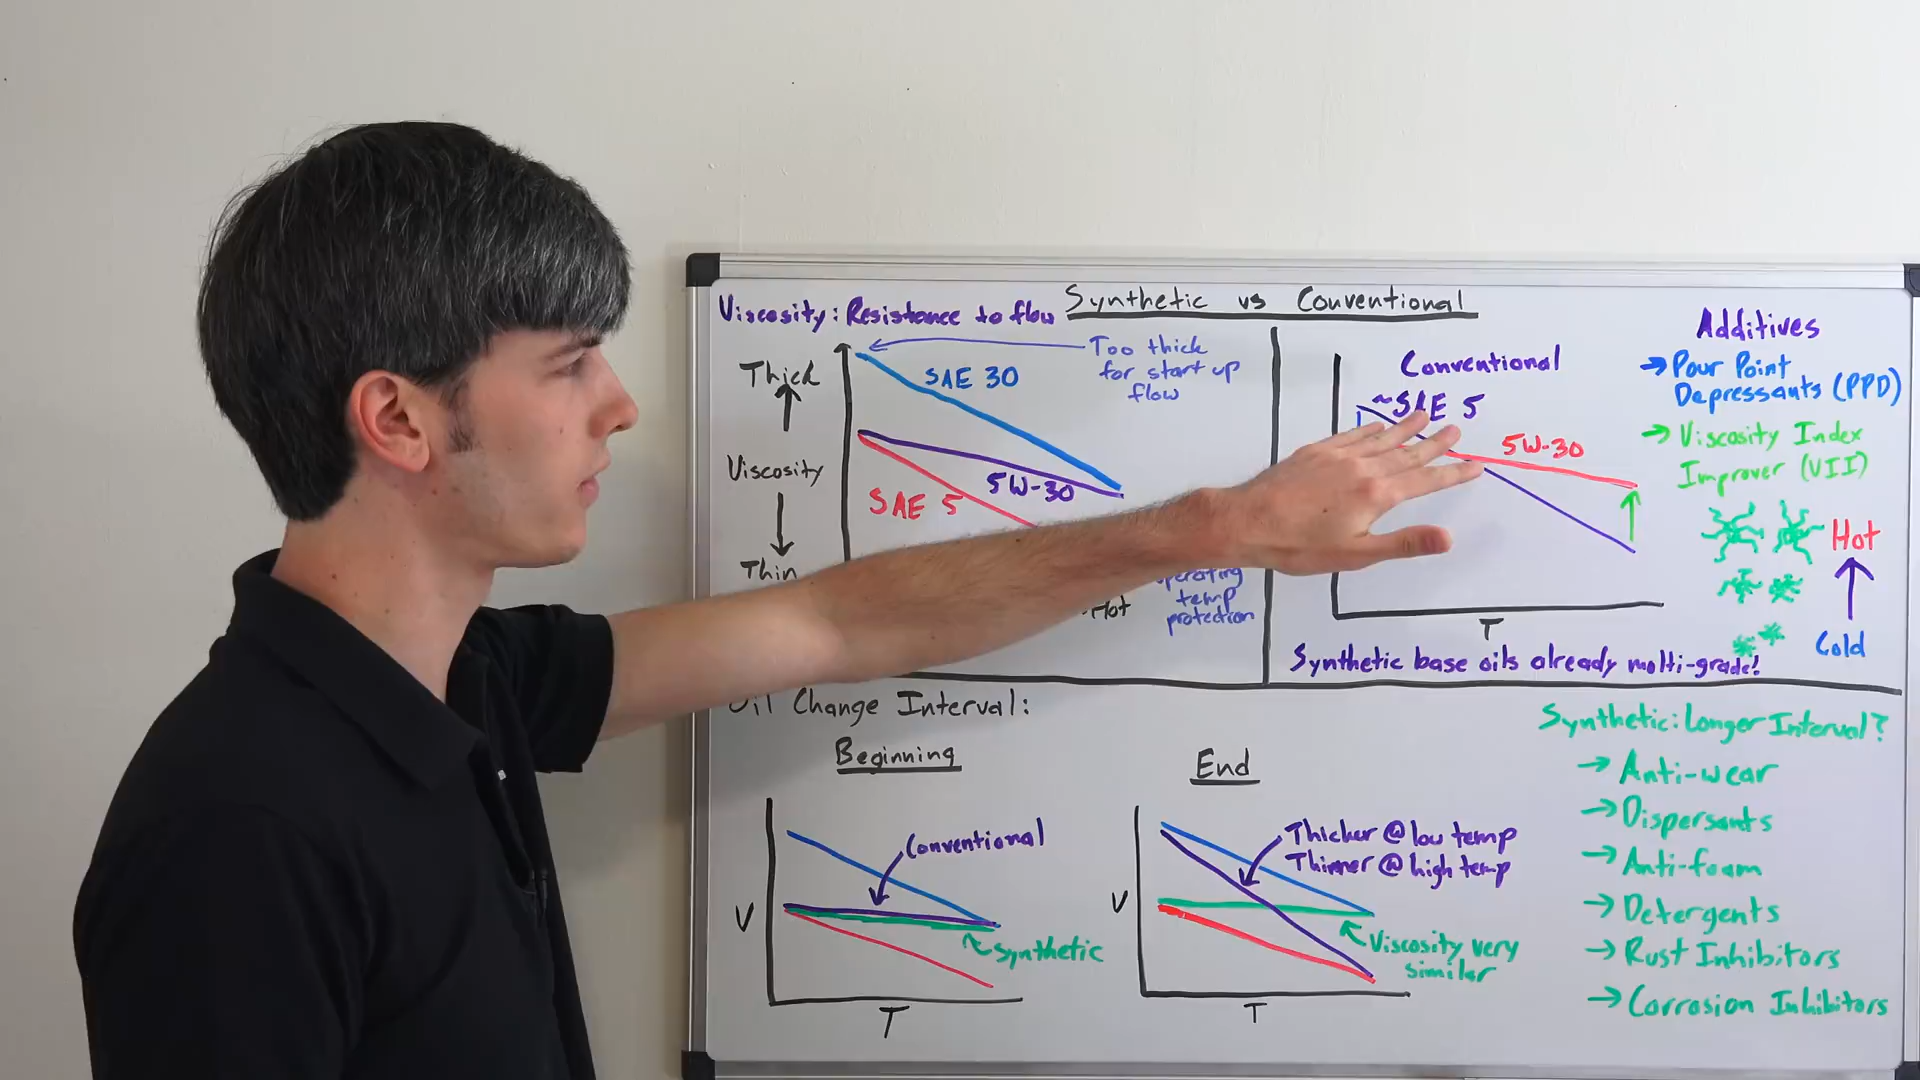 Synthetic vs Conventional
Viscosity: Resistance to flow
Thick
Viscosity
Thin
SAE 30
5W-30
SAE 5
Too thick
for start up
flow
Hot
operating
temp
protection
Conventional
~SAE 5
5W-30
T
Synthetic base oils already molti-grade!
Additives
→ Pour Point
Depressants (PPD)
→ Viscosity Index
Improver (VII)
Hot
Cold
Oil Change Interval:
Beginning
Conventional
~Synthetic
V
T
End
Thicker @ low temp
Thinner @ high temp
Viscosity very
similar
V
T
Synthetic: Longer Interval?
→ Anti-wear
→ Dispersants
→ Anti-foam
→ Detergents
→ Rust Inhibitors
→ Corrosion Inhibitors